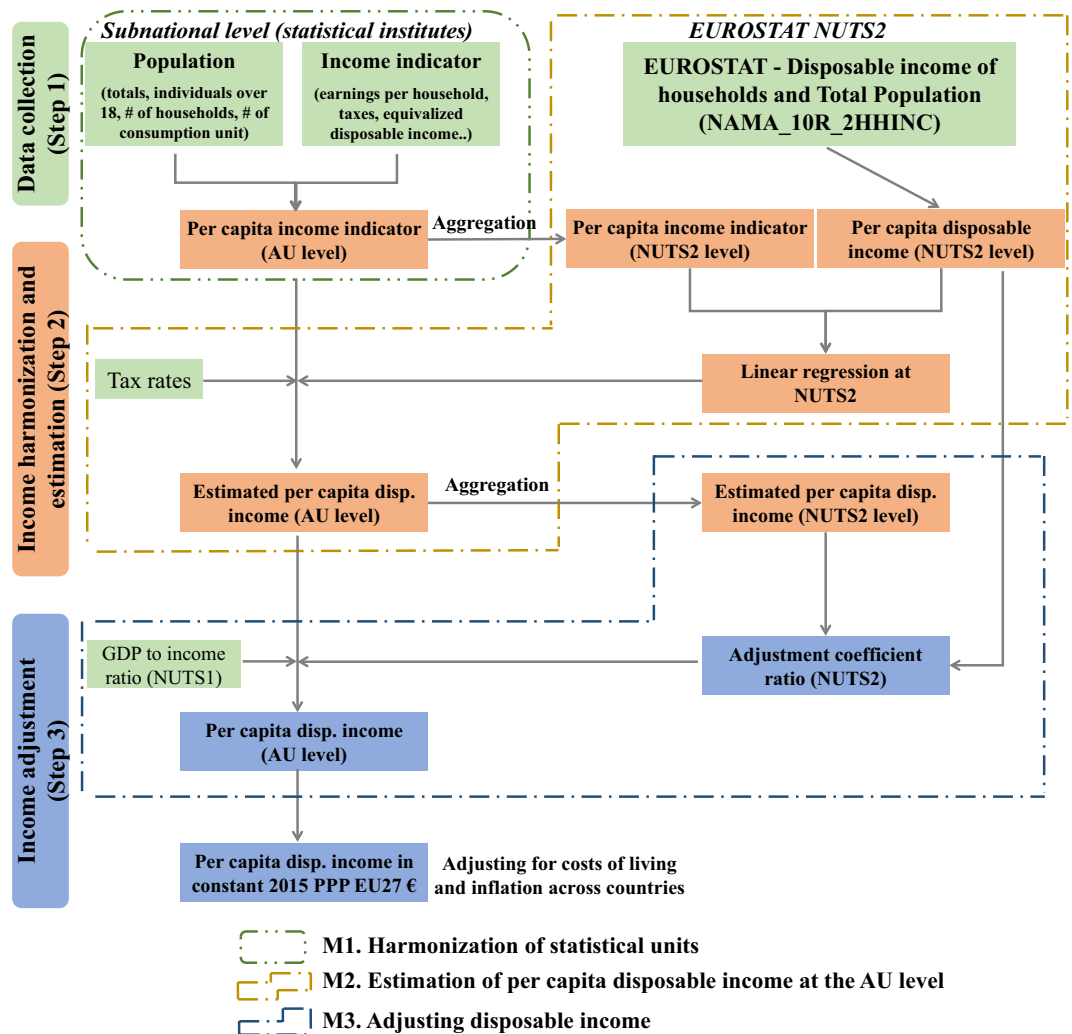 Data collection
(Step 1)
Subnational level (statistical institutes)
Population
(totals, individuals over
18, # of households, # of
consumption unit)
Income indicator
(earnings per household,
taxes, equivalized
disposable income..)
EUROSTAT NUTS2
EUROSTAT - Disposable income of
households and Total Population
(NAMA_10R_2HHINC)
Per capita income indicator
(AU level)
Aggregation
Per capita income indicator
(NUTS2 level)
Per capita disposable
income (NUTS2 level)
Income harmonization and
estimation (Step 2)
Tax rates
Linear regression at
NUTS2
Estimated per capita disp.
income (AU level)
Aggregation
Estimated per capita disp.
income (NUTS2 level)
Income adjustment
(Step 3)
GDP to income
ratio (NUTS1)
Adjustment coefficient
ratio (NUTS2)
Per capita disp. income
(AU level)
Per capita disp. income in
constant 2015 PPP EU27 €
Adjusting for costs of living
and inflation across countries
M1. Harmonization of statistical units
M2. Estimation of per capita disposable income at the AU level
M3. Adjusting disposable income